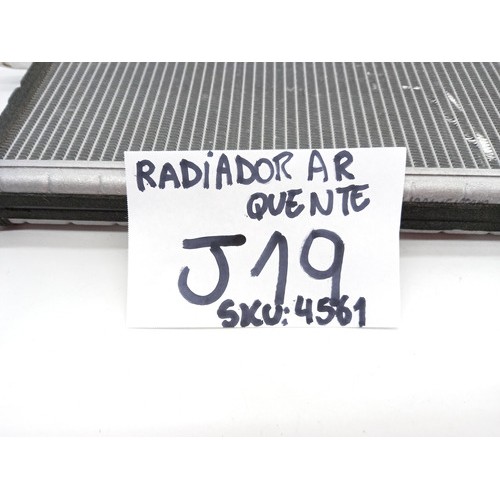 RADIADOR AR
QUENTE
J19
SKU: 4561